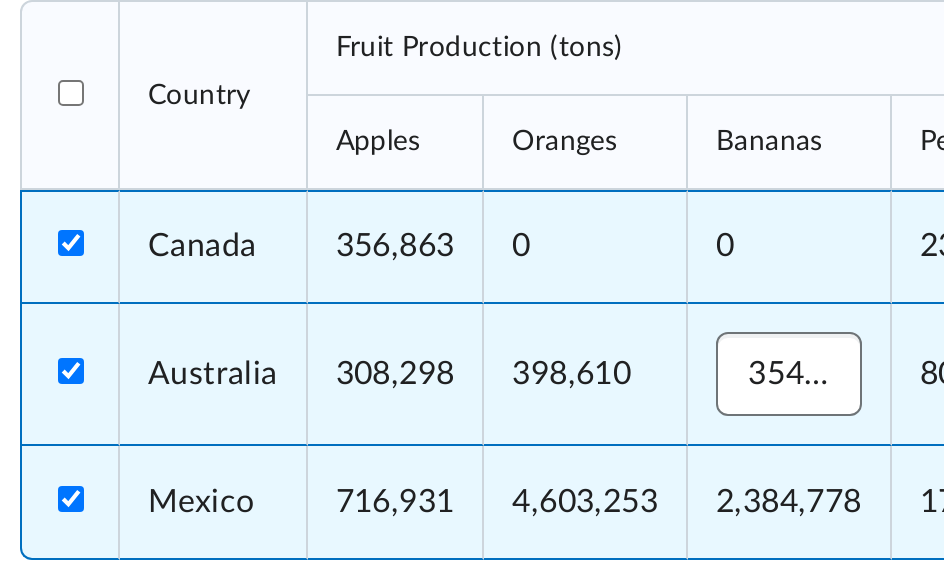 Fruit Production (tons)
Country
Apples Oranges Bananas
Canada 356,863 0 0
Australia 308,298 398,610 354...
Mexico 716,931 4,603,253 2,384,778